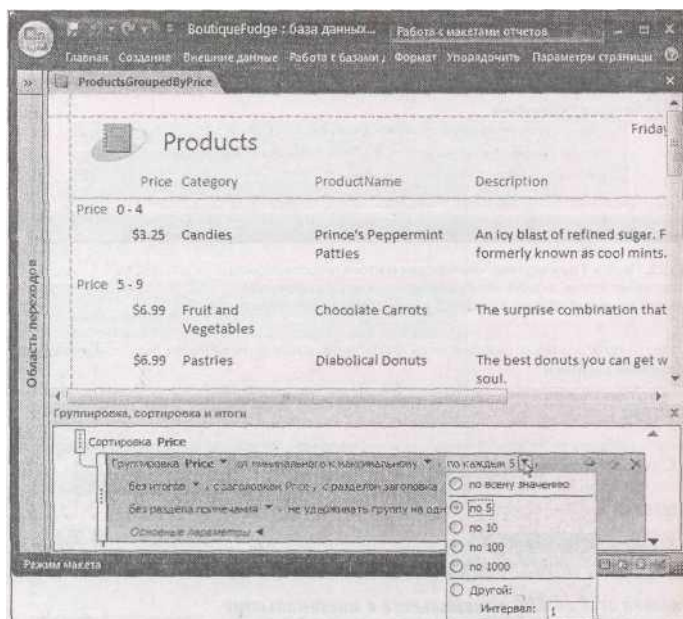 BoutiqueFudge : база данных...
Работа с макетами отчетов
Главная Создание Внешние данные Работа с базами Формат Упорядочить Параметры страницы
ProductsGroupedByPrice
Friday
Products
Price Category ProductName Description
Price 0 - 4
$3.25 Candies Prince's Peppermint An icy blast of refined sugar. F
Patties formerly known as cool mints.
Price 5 - 9
$6.99 Fruit and Chocolate Carrots The surprise combination that
Vegetables
$6.99 Pastries Diabolical Donuts The best donuts you can get w
soul.
Область переходов
Группировка, сортировка и итоги
Сортировка Price
Группировка Price от минимального к максимальному , по каждым 5 ,
без итогов , с заголовком Price , с разделом заголовка
без раздела примечания , не удерживать группу на одн
Основные параметры
по всему значению
по 5
по 10
по 100
по 1000
Другой:
Интервал: 1
Режим макета